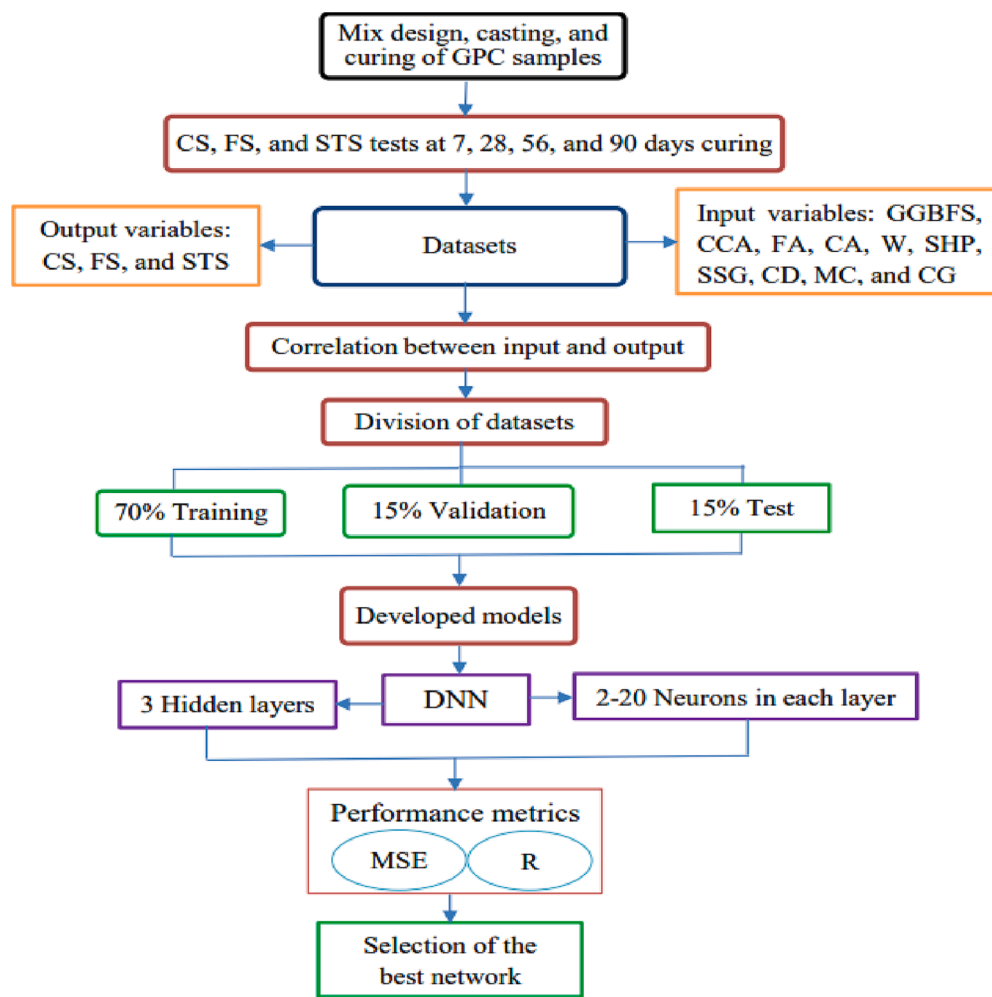 Mix design, casting, and
curing of GPC samples
CS, FS, and STS tests at 7, 28, 56, and 90 days curing
Output variables:
CS, FS, and STS
Datasets
Input variables: GGBFS,
CCA, FA, CA, W, SHP,
SSG, CD, MC, and CG
Correlation between input and output
Division of datasets
70% Training
15% Validation
15% Test
Developed models
3 Hidden layers
DNN
2-20 Neurons in each layer
Performance metrics
MSE
R
Selection of the
best network